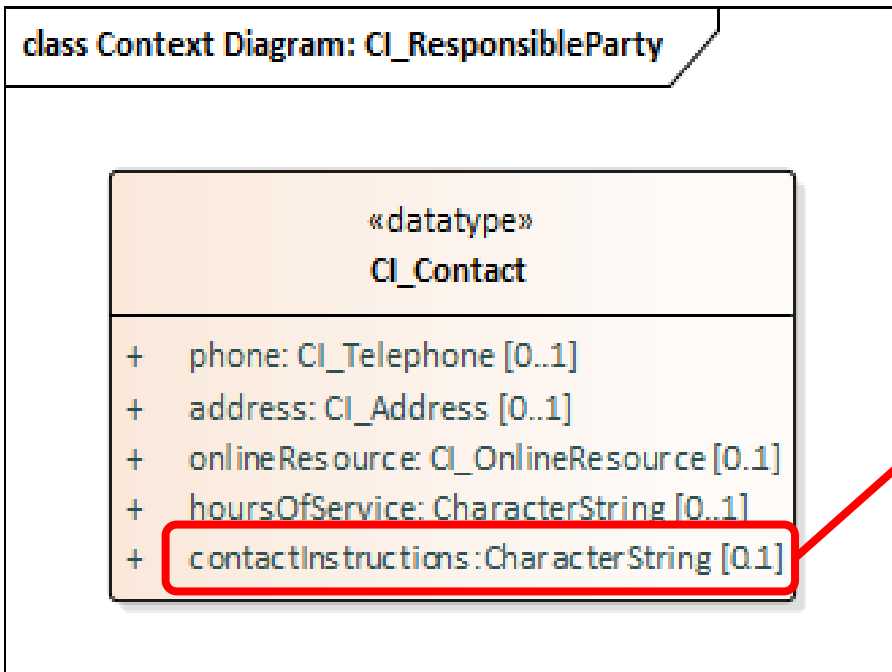 class Context Diagram: CI_ResponsibleParty
«datatype»
CI_Contact
+ phone: CI_Telephone [0..1]
+ address: CI_Address [0..1]
+ onlineResource: CI_OnlineResource [0.1]
+ hoursOfService: CharacterString [0..1]
+ contactInstructions:CharacterString [0.1]